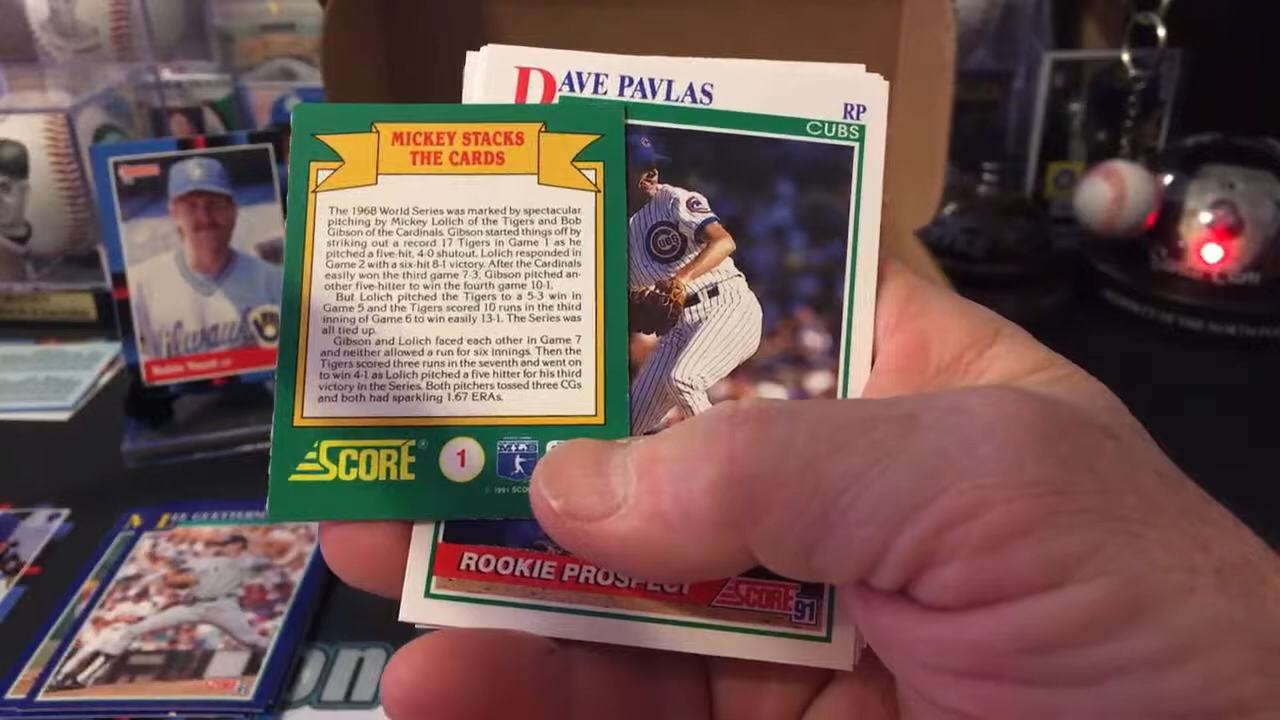 DAVE PAVLAS
RP
CUBS
MICKEY STACKS
THE CARDS
The 1968 World Series was marked by spectacular
pitching by Mickey Lolich of the Tigers and Bob
Gibson of the Cardinals. Gibson started things off by
striking out a record 17 Tigers in Game 1 as he
pitched a five-hit, 4-0 shutout. Lolich responded in
Game 2 with a six-hit 8-1 victory. After the Cardinals
easily won the third game 7-3, Gibson pitched an-
other five-hitter to win the fourth game 10-1.
But Lolich pitched the Tigers to a 5-3 win in
Game 5 and the Tigers scored 10 runs in the third
inning of Game 6 to win easily 13-1. The Series was
all tied up.
Gibson and Lolich faced each other in Game 7
and neither allowed a run for six innings. Then the
Tigers scored three runs in the seventh and went on
to win 4-1 as Lolich pitched a five hitter for his third
victory in the Series. Both pitchers tossed three CGs
and both had sparkling 1.67 ERAs.
SCORE®
1
MLB
© 1991 SCO
CUBS
ROOKIE PROSPECT
SCORE
91
Milwauk
Robin Yount
on